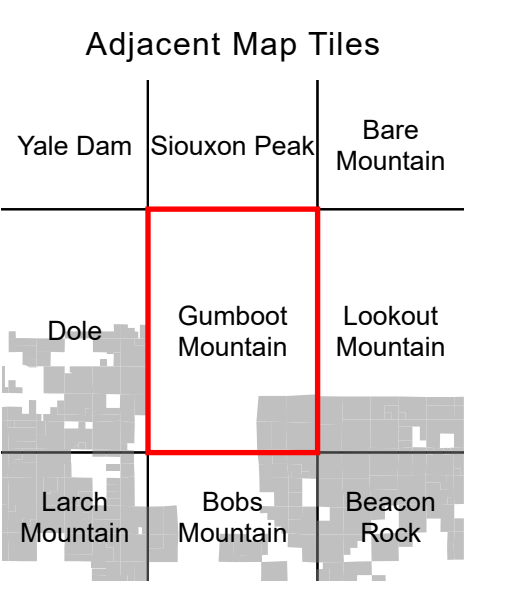 Adjacent Map Tiles
Yale Dam
Siouxon Peak
Bare
Mountain
Dole
Gumboot
Mountain
Lookout
Mountain
Larch
Mountain
Bobs
Mountain
Beacon
Rock